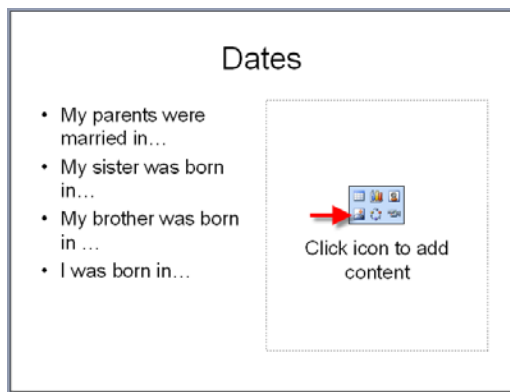 Dates
• My parents were
married in…
• My sister was born
in…
• My brother was born
in …
• I was born in…
Click icon to add
content